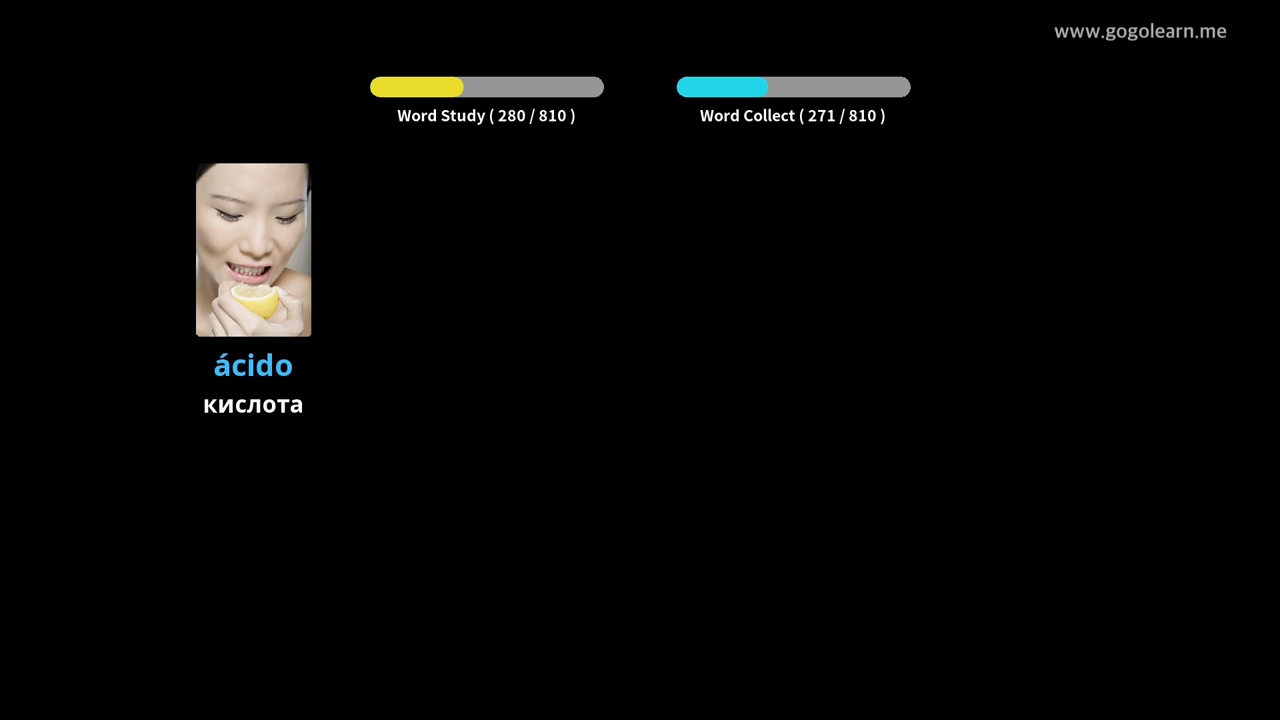 www.gogolearn.me
Word Study ( 280 / 810 )
Word Collect ( 271 / 810 )
ácido
кислота